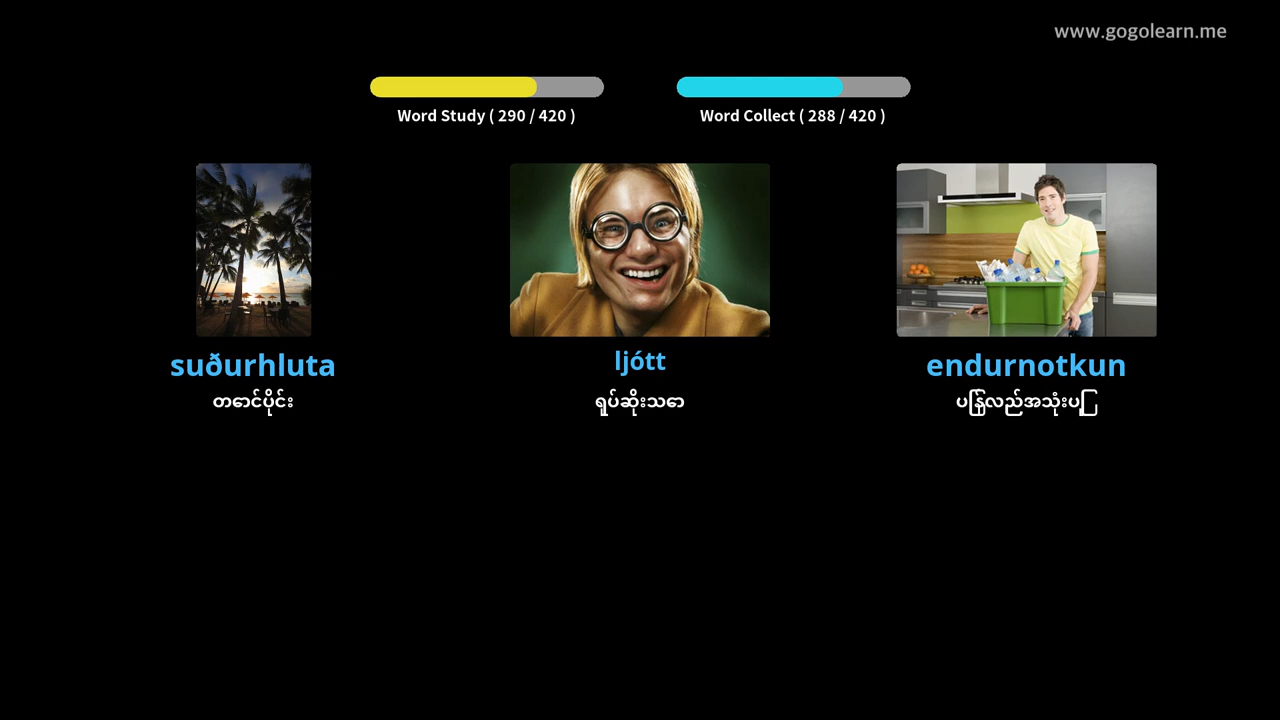 www.gogolearn.me
Word Study ( 290 / 420 )
Word Collect ( 288 / 420 )
suðurhluta
တောင်ပိုင်း
ljótt
ရုပ်ဆိုးသော
endurnotkun
ပြန်လည်အသုံးပြု